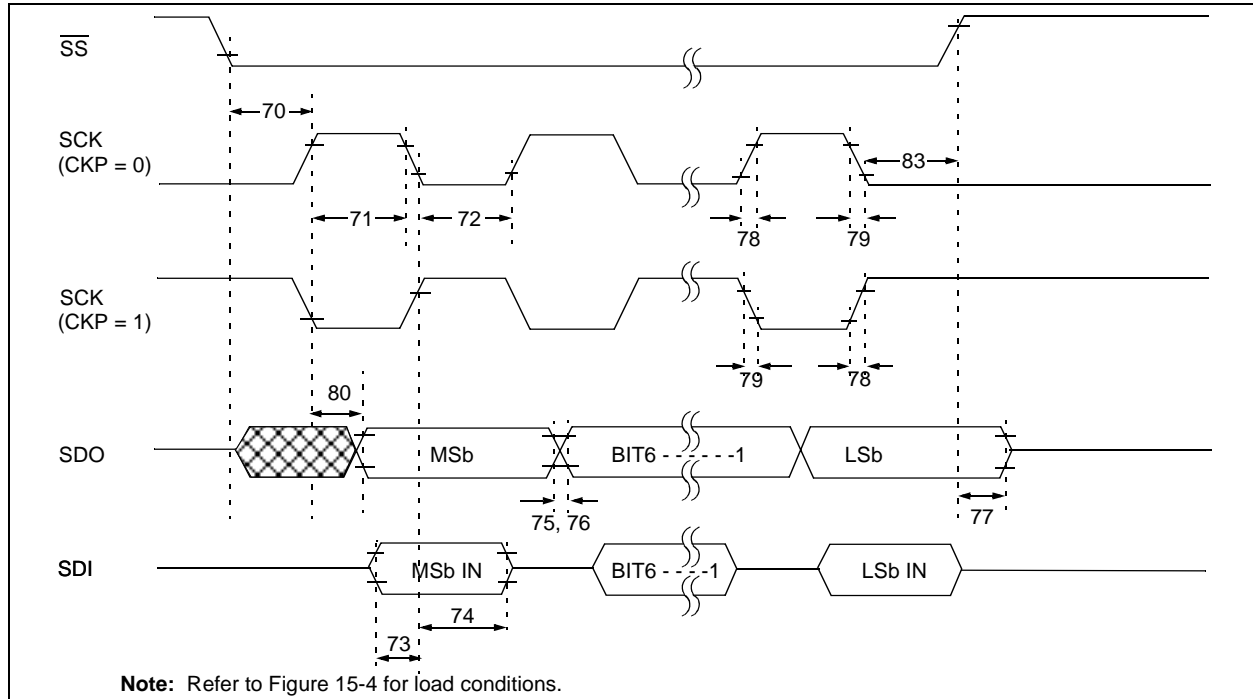 SS
70
SCK
(CKP = 0)
71
72
83
78
79
SCK
(CKP = 1)
79
78
80
SDO
MSb
BIT6 - - - - - -1
LSb
75, 76
77
SDI
MSb IN
BIT6 - - - -1
LSb IN
74
73
Note: Refer to Figure 15-4 for load conditions.